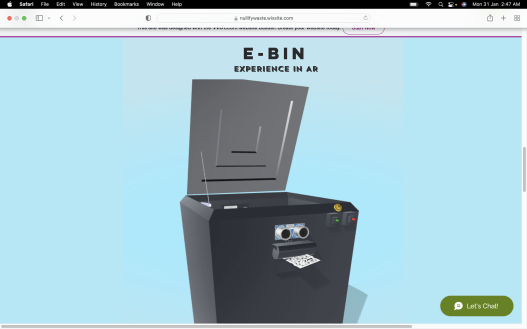 Safari File Edit View History Bookmarks Window Help
Mon 31 Jan 2:47 AM
nullifywaste.wixsite.com
E-BIN
EXPERIENCE IN AR
Let's Chat!